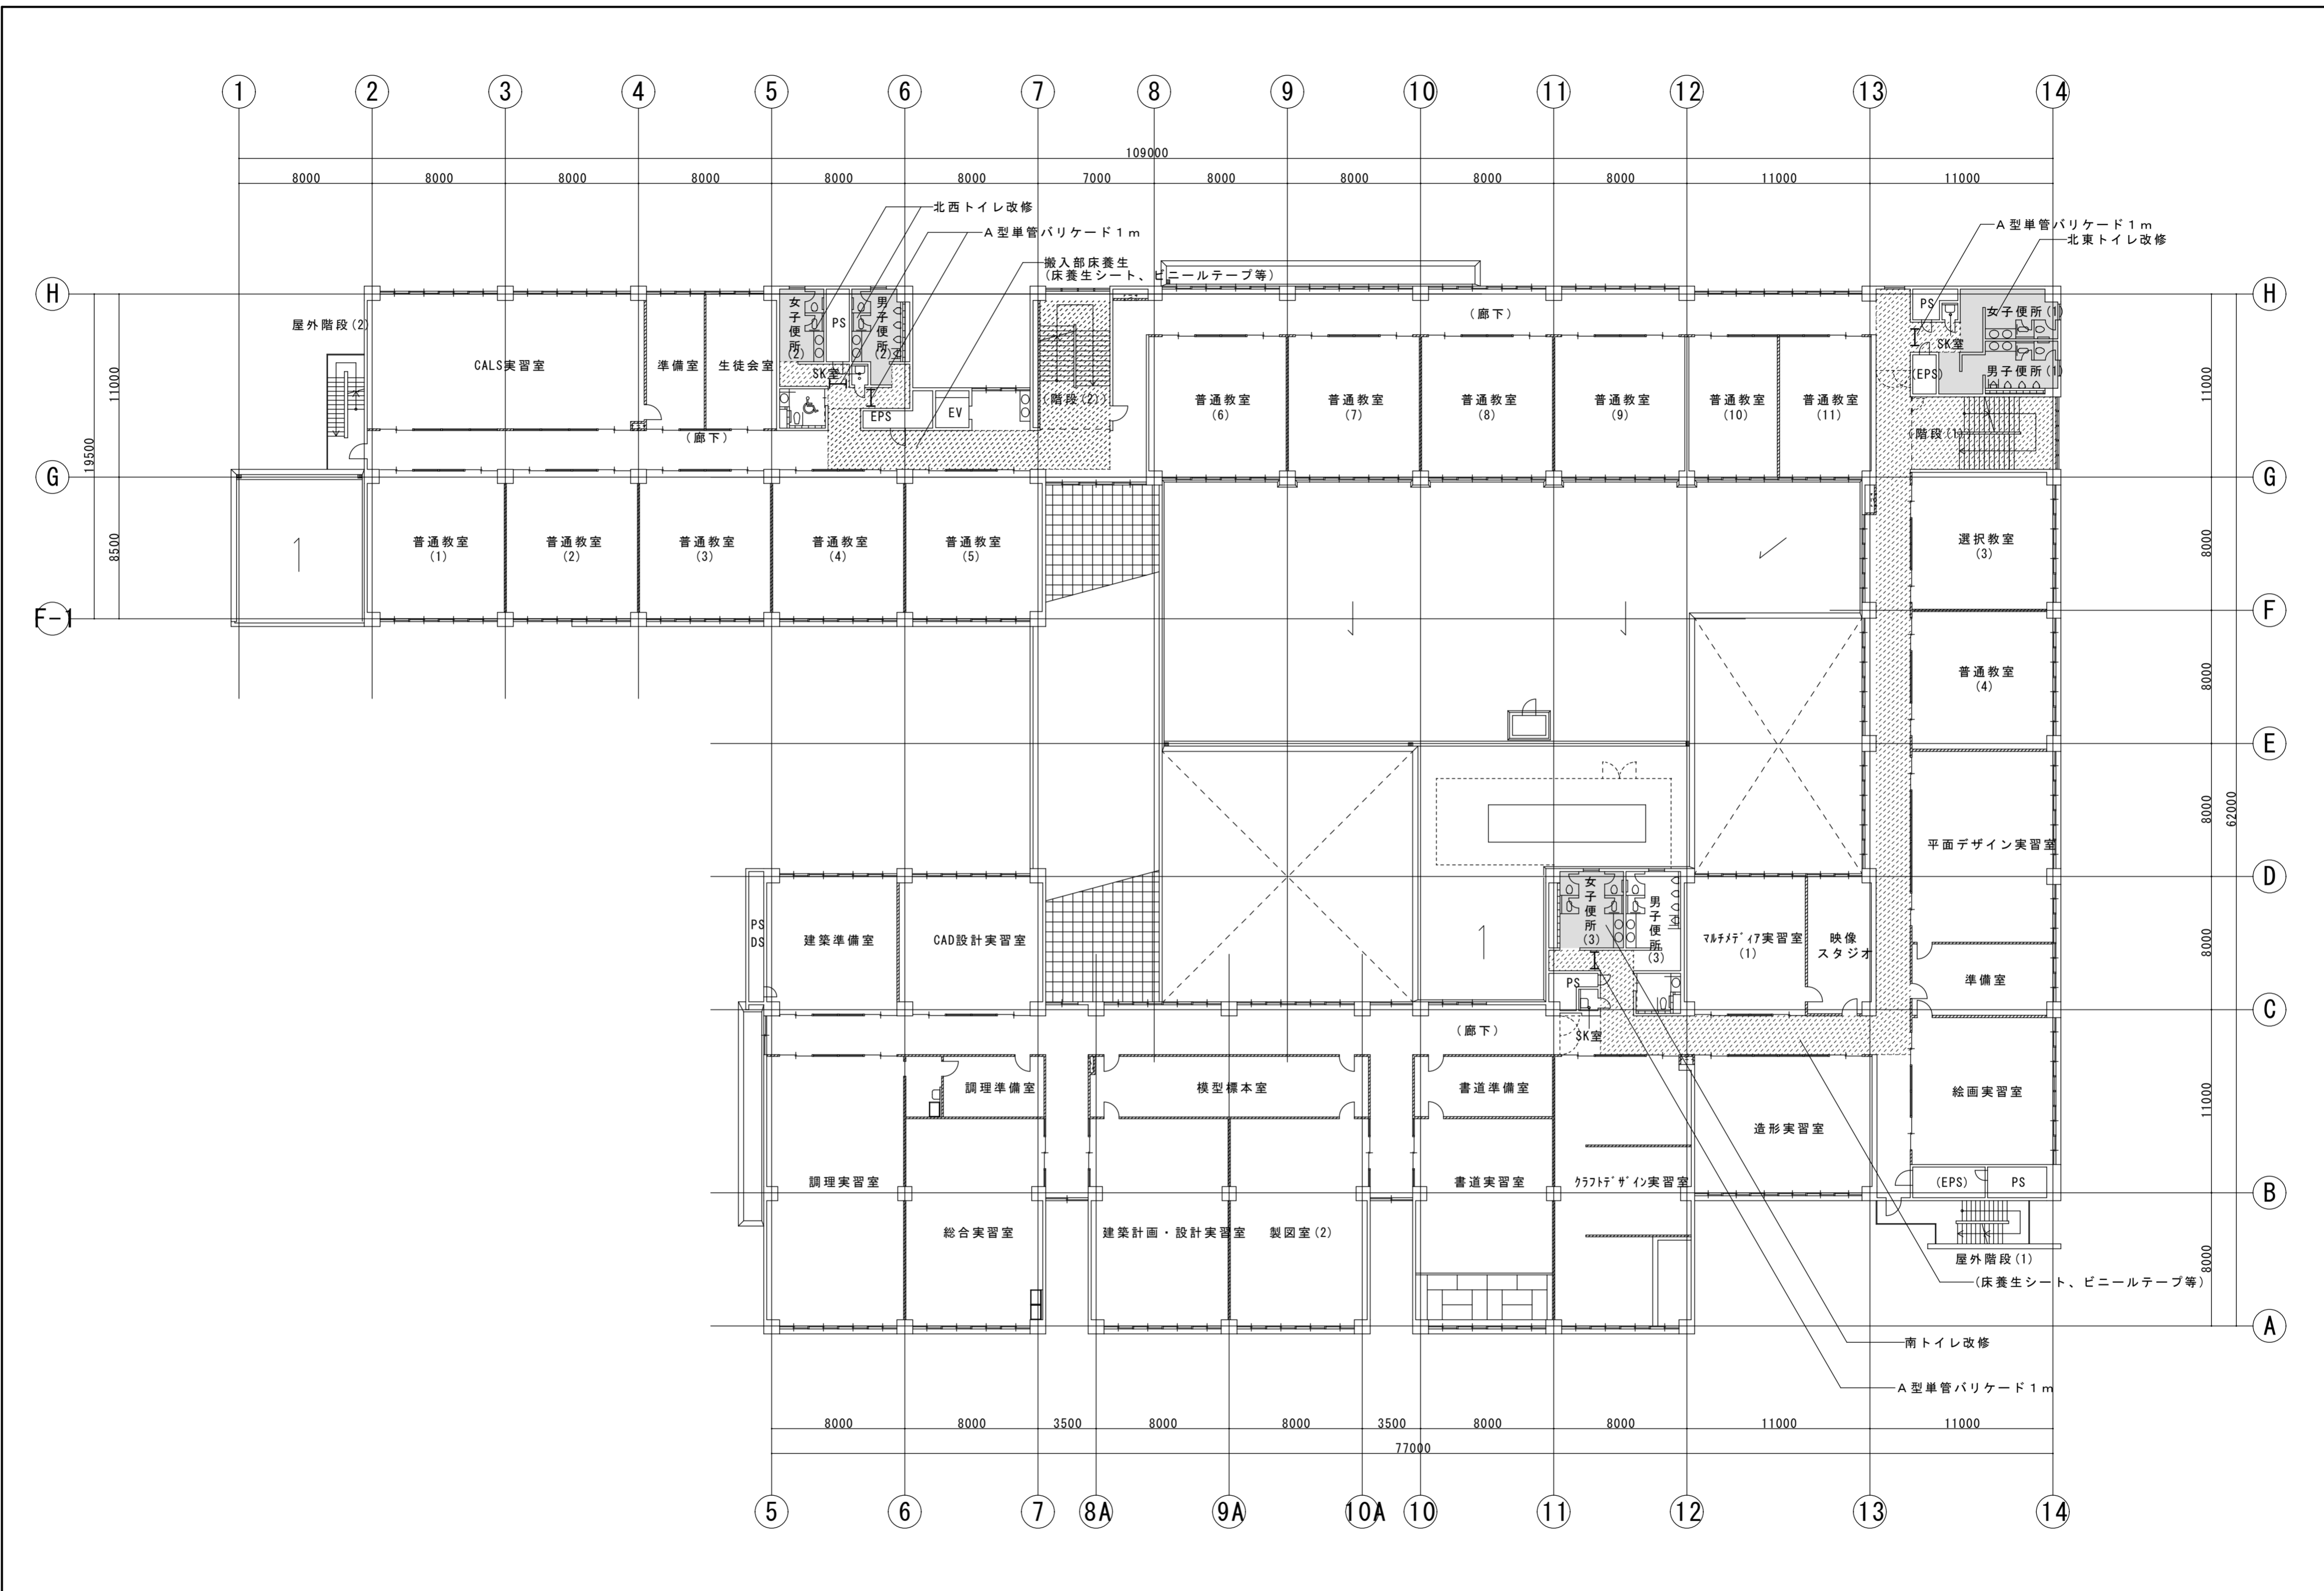 1 2 3 4 5 6 7 8 9 10 11 12 13 14
109000
8000 8000 8000 8000 8000 8000 7000 8000 8000 8000 8000 11000 11000
北西トイレ改修
A型単管バリケード1m
搬入部床養生
(床養生シート、ビニールテープ等)
A型単管バリケード1m
北東トイレ改修
H
H
屋外階段(2)
CALS実習室
準備室
生徒会室
女子便所
(2)
PS
男子便所
(2)
SK室
EPS
EV
(階段(2))
(廊下)
(廊下)
普通教室
(6)
普通教室
(7)
普通教室
(8)
普通教室
(9)
普通教室
(10)
普通教室
(11)
PS
SK室
女子便所(1)
男子便所(1)
(EPS)
(階段(1))
11000
19500
8500
11000
G
G
普通教室
(1)
普通教室
(2)
普通教室
(3)
普通教室
(4)
普通教室
(5)
選択教室
(3)
8000
F-1
F
普通教室
(4)
8000
E
平面デザイン実習室
8000
62000
D
PS
DS
建築準備室
CAD設計実習室
女子便所
(3)
男子便所
(3)
PS
SK室
マルチメディア実習室
(1)
映像
スタジオ
準備室
8000
C
(廊下)
調理準備室
模型標本室
書道準備室
絵画実習室
造形実習室
11000
調理実習室
書道実習室
クラフトデザイン実習室
(EPS)
PS
B
総合実習室
建築計画・設計実習室
製図室(2)
屋外階段(1)
8000
(床養生シート、ビニールテープ等)
A
南トイレ改修
A型単管バリケード1m
8000 8000 3500 8000 8000 3500 8000 8000 11000 11000
77000
5 6 7 8A 9A 10A 10 11 12 13 14